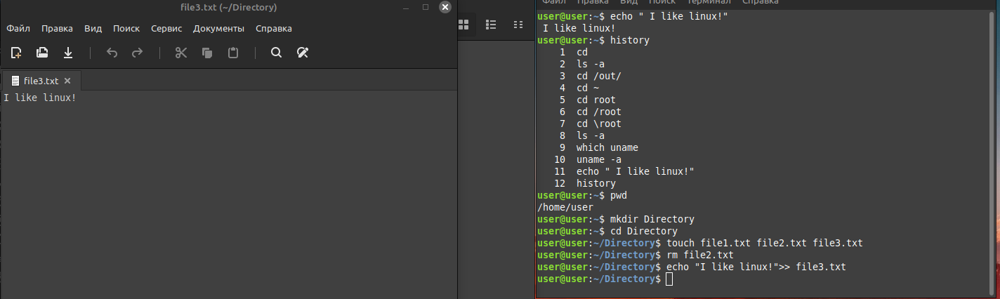 file3.txt (~/Directory)
Файл Правка Вид Поиск Сервис Документы Справка
file3.txt
I like linux!
Файл Правка Вид Поиск Терминал Справка
user@user:~$ echo " I like linux!"
 I like linux!
user@user:~$ history
    1  cd
    2  ls -a
    3  cd /out/
    4  cd ~
    5  cd root
    6  cd /root
    7  cd \root
    8  ls -a
    9  which uname
   10  uname -a
   11  echo " I like linux!"
   12  history
user@user:~$ pwd
/home/user
user@user:~$ mkdir Directory
user@user:~$ cd Directory
user@user:~/Directory$ touch file1.txt file2.txt file3.txt
user@user:~/Directory$ rm file2.txt
user@user:~/Directory$ echo "I like linux!">> file3.txt
user@user:~/Directory$